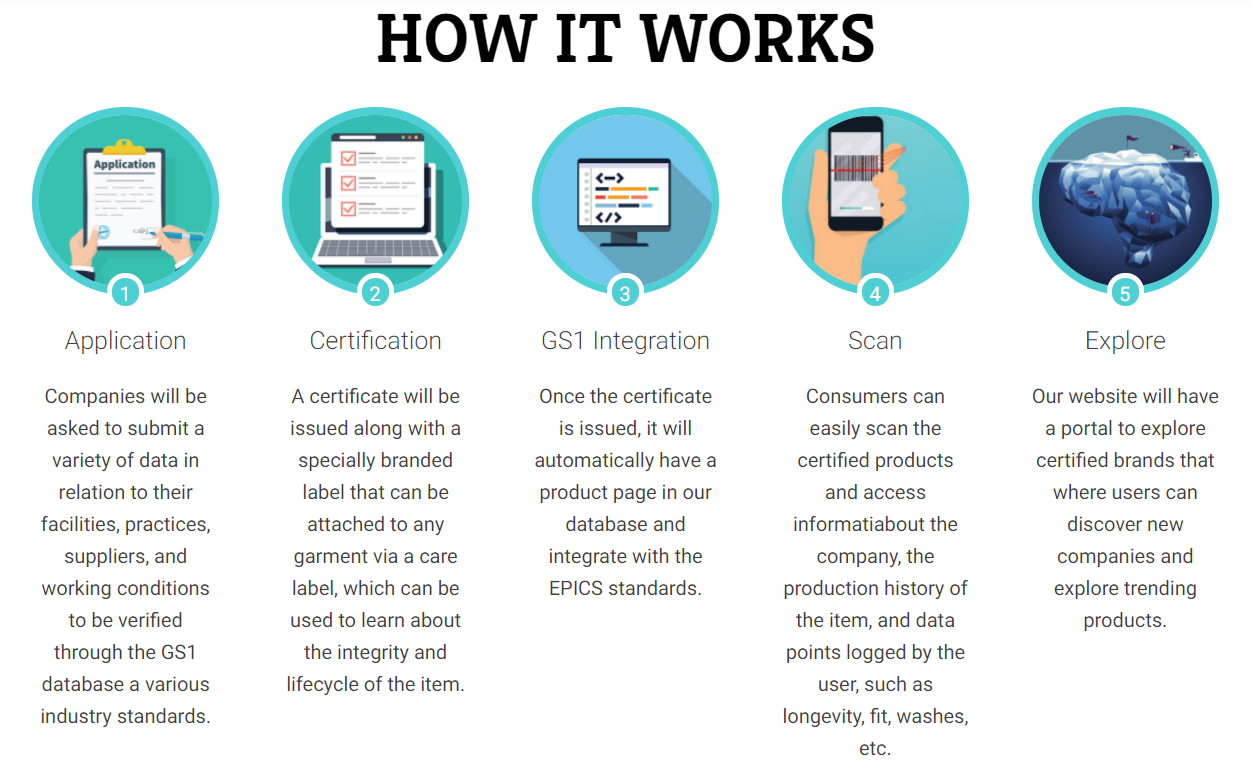 HOW IT WORKS
Application
1
Application
Companies will be
asked to submit a
variety of data in
relation to their
facilities, practices,
suppliers, and
working conditions
to be verified
through the GS1
database a various
industry standards.
2
Certification
A certificate will be
issued along with a
specially branded
label that can be
attached to any
garment via a care
label, which can be
used to learn about
the integrity and
lifecycle of the item.
3
GS1 Integration
Once the certificate
is issued, it will
automatically have a
product page in our
database and
integrate with the
EPICS standards.
4
Scan
Consumers can
easily scan the
certified products
and access
informatiabout the
company, the
production history of
the item, and data
points logged by the
user, such as
longevity, fit, washes,
etc.
5
Explore
Our website will have
a portal to explore
certified brands that
where users can
discover new
companies and
explore trending
products.